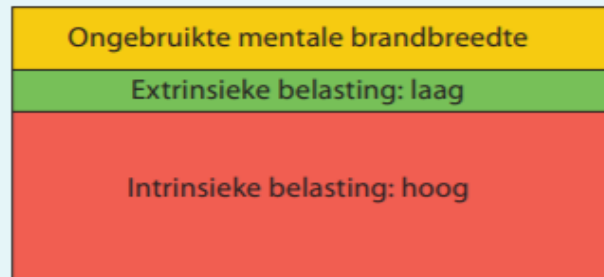 Ongebruikte mentale brandbreedte
Extrinsieke belasting: laag
Intrinsieke belasting: hoog